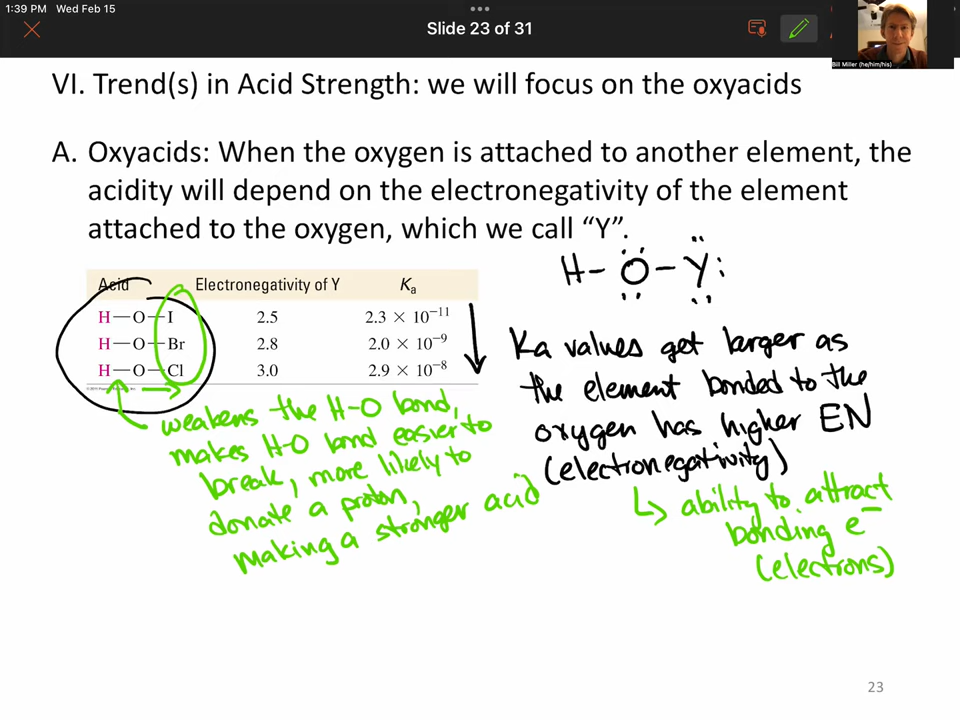 1:39 PM Wed Feb 15
Slide 23 of 31
Bill Miller (he/him/his)
VI. Trend(s) in Acid Strength: we will focus on the oxyacids
A. Oxyacids: When the oxygen is attached to another element, the
acidity will depend on the electronegativity of the element
attached to the oxygen, which we call “Y”.
H–O–Y
Acid Electronegativity of Y Ka
H—O—I 2.5 2.3 × 10⁻¹¹
H—O—Br 2.8 2.0 × 10⁻⁹
H—O—Cl 3.0 2.9 × 10⁻⁸
Ka values get larger as
the element bonded to the
oxygen has higher EN
(electronegativity)
↳ ability to attract
bonding e⁻
(electrons)
weakens the H-O bond,
makes H-O bond easier to
break, more likely to
donate a proton,
making a stronger acid
23